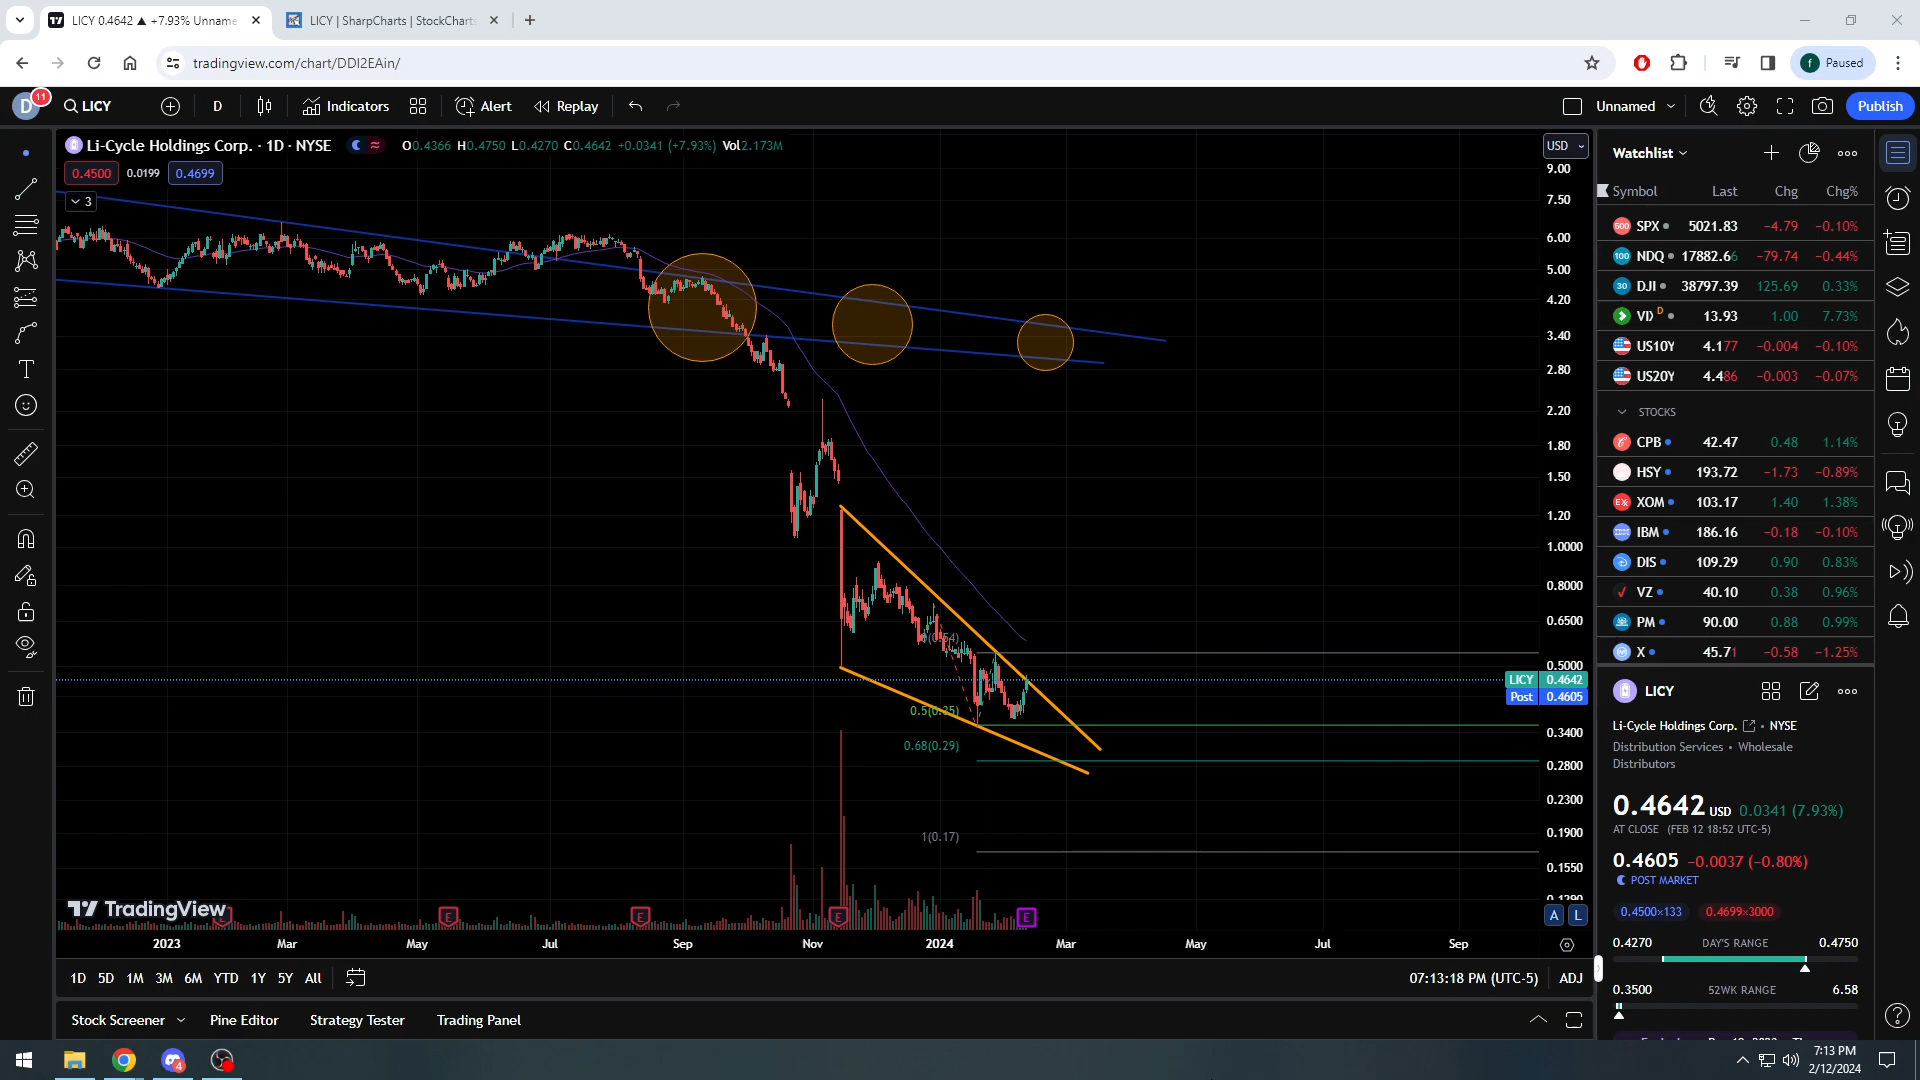 LICY 0.4642 ▲ +7.93% Unname
LICY | SharpCharts | StockChart
tradingview.com/chart/DDI2EAin/
f Paused
D 11 LICY D Indicators Alert Replay Unnamed Publish
Li-Cycle Holdings Corp. · 1D · NYSE O0.4366 H0.4750 L0.4270 C0.4642 +0.0341 (+7.93%) Vol2.173M
0.4500 0.0199 0.4699
3
USD
9.00
7.50
6.00
5.00
4.20
3.40
2.80
2.20
1.80
1.50
1.20
1.0000
0.8000
0.6500
0.5000
LICY 0.4642
Post 0.4605
0.3400
0.2800
0.2300
0.1900
0.1550
A L
0.5(0.35)
0.68(0.29)
1(0.17)
TradingView
E E E E
2023 Mar May Jul Sep Nov 2024 Mar May Jul Sep
1D 5D 1M 3M 6M YTD 1Y 5Y All
07:13:18 PM (UTC-5) ADJ
Stock Screener Pine Editor Strategy Tester Trading Panel
Watchlist
Symbol Last Chg Chg%
500 SPX 5021.83 −4.79 −0.10%
100 NDQ 17882.66 −79.74 −0.44%
30 DJI 38797.39 125.69 0.33%
D 13.93 1.00 7.73%
US10Y 4.177 −0.004 −0.10%
US20Y 4.486 −0.003 −0.07%
STOCKS
CPB 42.47 0.48 1.14%
HSY 193.72 −1.73 −0.89%
XOM 103.17 1.40 1.38%
IBM 186.16 −0.18 −0.10%
DIS 109.29 0.90 0.83%
VZ 40.10 0.38 0.96%
PM 90.00 0.88 0.99%
X 45.71 −0.58 −1.25%
LICY
Li-Cycle Holdings Corp. • NYSE
Distribution Services • Wholesale
Distributors
0.4642 USD 0.0341 (7.93%)
AT CLOSE (FEB 12 18:52 UTC-5)
0.4605 −0.0037 (−0.80%)
POST MARKET
0.4500×133 0.4699×3000
0.4270 DAY'S RANGE 0.4750
0.3500 52WK RANGE 6.58
4
7:13 PM
2/12/2024